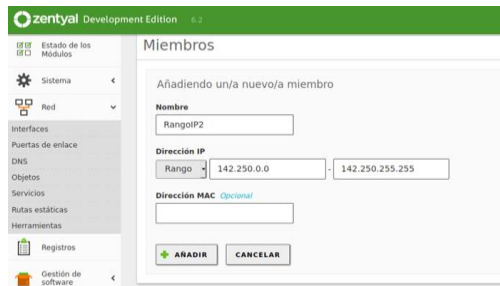 zentyal Development Edition 6.2
Estado de los
Módulos
Sistema
Red
Interfaces
Puertas de enlace
DNS
Objetos
Servicios
Rutas estáticas
Herramientas
Registros
Gestión de
software
Miembros
Añadiendo un/a nuevo/a miembro
Nombre
RangoIP2
Dirección IP
Rango 142.250.0.0 - 142.250.255.255
Dirección MAC Opcional
AÑADIR CANCELAR